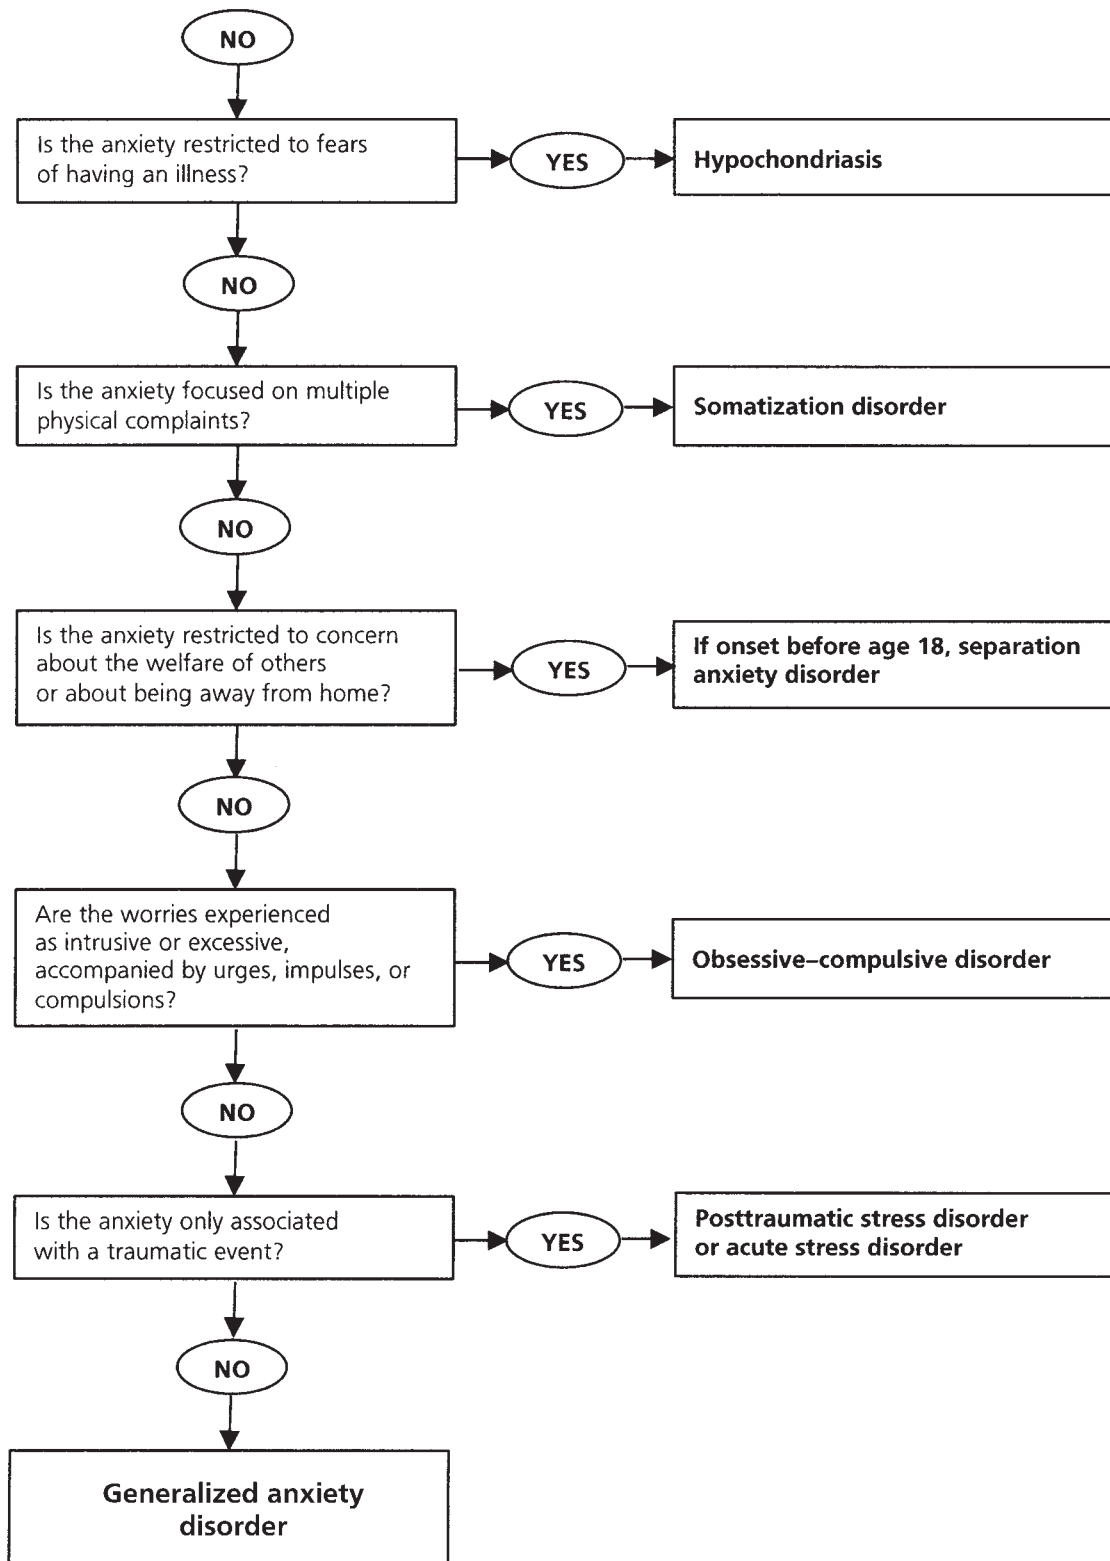 NO
Is the anxiety restricted to fears
of having an illness?
YES
Hypochondriasis
NO
Is the anxiety focused on multiple
physical complaints?
YES
Somatization disorder
NO
Is the anxiety restricted to concern
about the welfare of others
or about being away from home?
YES
If onset before age 18, separation
anxiety disorder
NO
Are the worries experienced
as intrusive or excessive,
accompanied by urges, impulses, or
compulsions?
YES
Obsessive–compulsive disorder
NO
Is the anxiety only associated
with a traumatic event?
YES
Posttraumatic stress disorder
or acute stress disorder
NO
Generalized anxiety
disorder